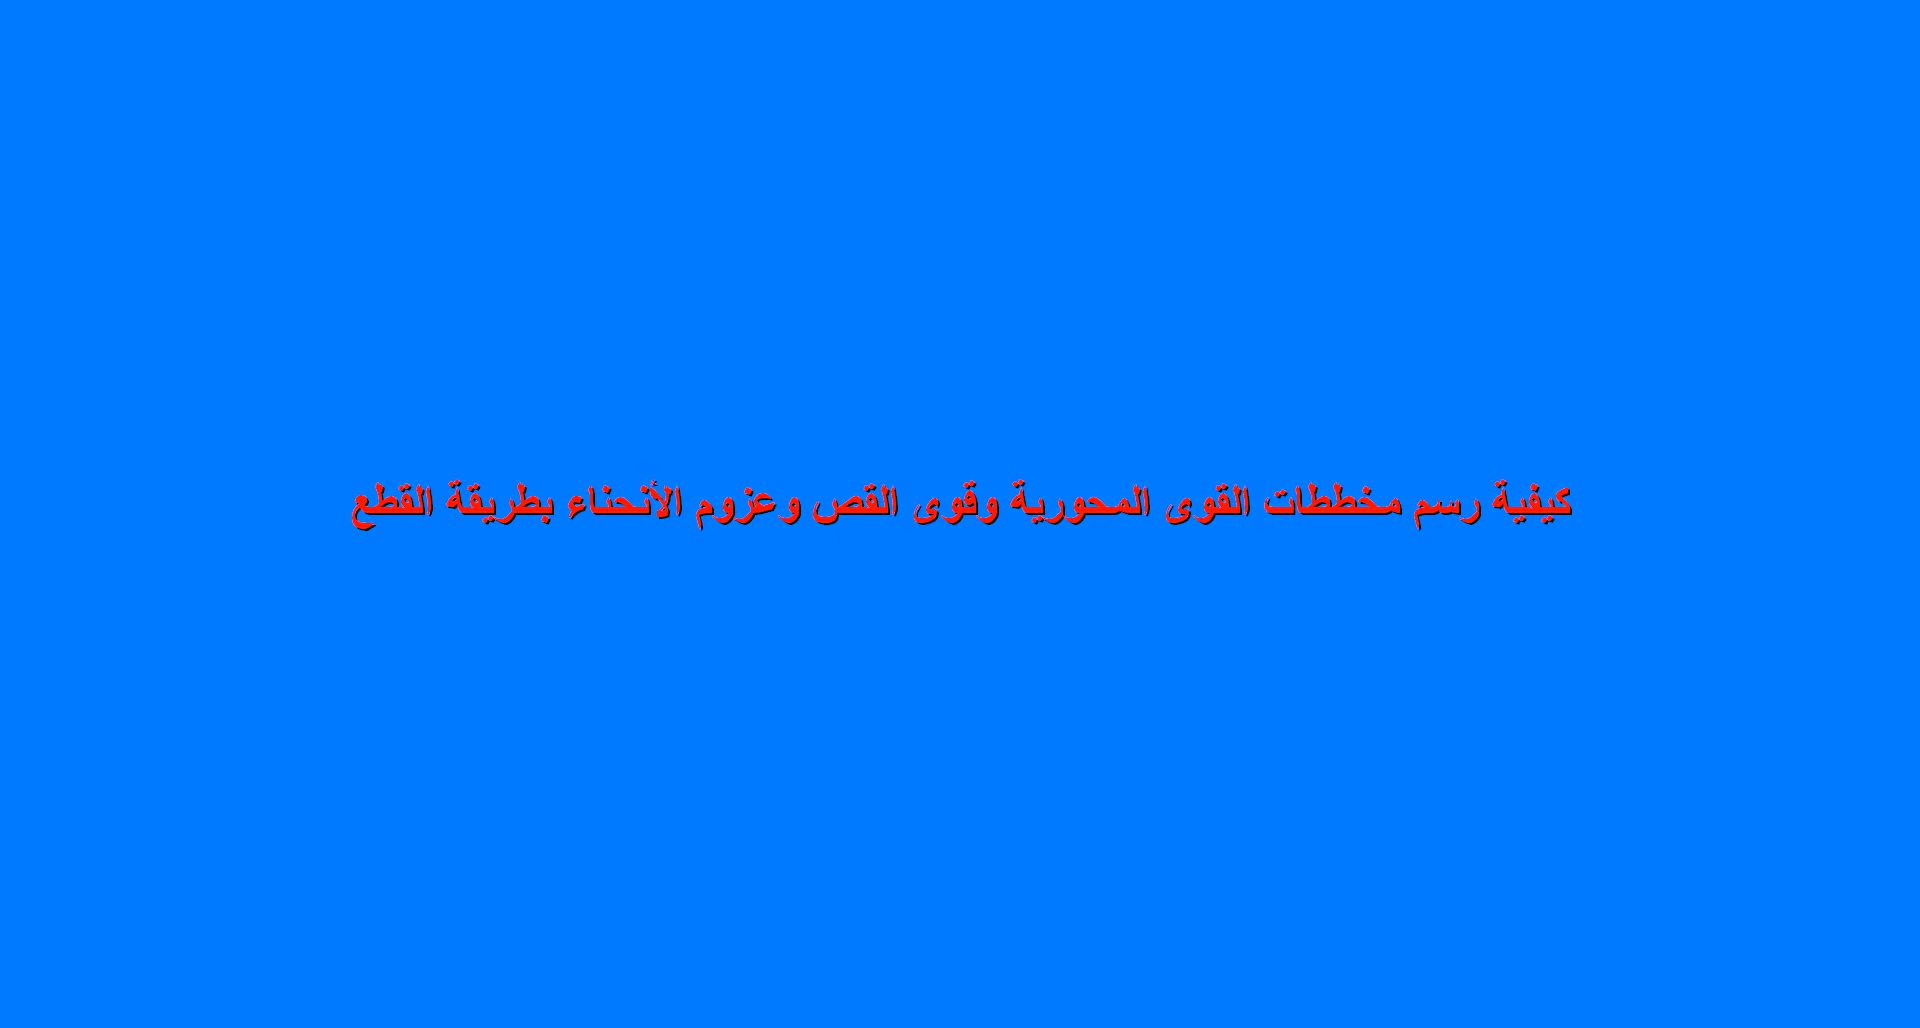 كيفية رسم مخططات القوى المحورية وقوى القص وعزوم الأنحناء بطريقة القطع